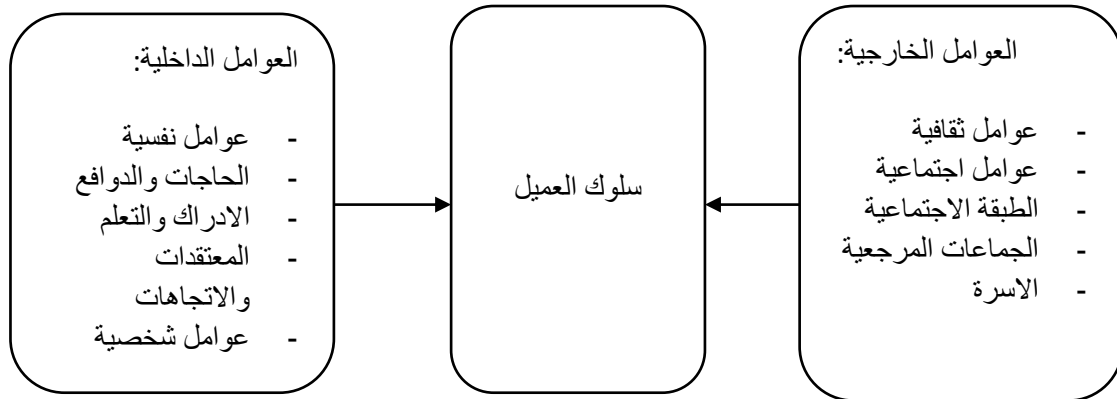 العوامل الخارجية:
- عوامل ثقافية
- عوامل اجتماعية
- الطبقة الاجتماعية
- الجماعات المرجعية
- الاسرة
سلوك العميل
العوامل الداخلية:
- عوامل نفسية
- الحاجات والدوافع
- الادراك والتعلم
- المعتقدات
والاتجاهات
- عوامل شخصية